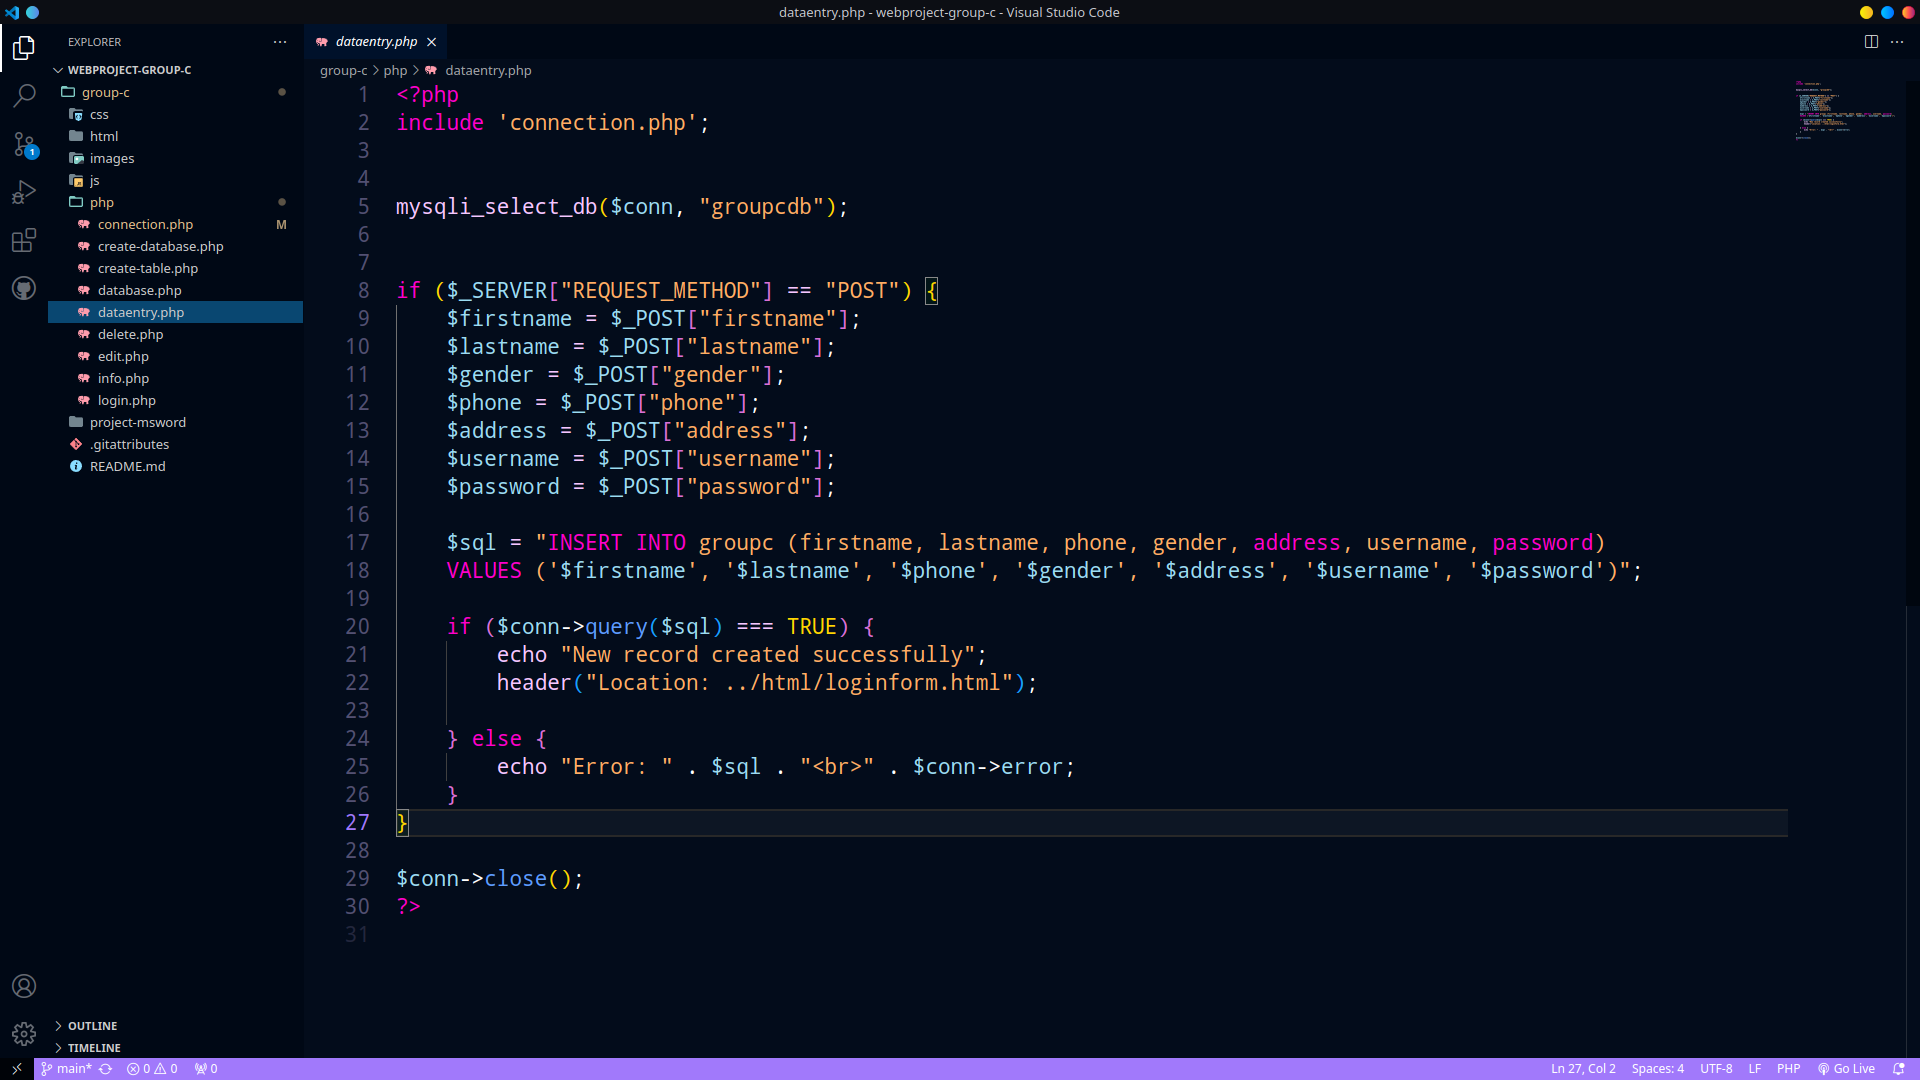 dataentry.php - webproject-group-c - Visual Studio Code
EXPLORER
WEBPROJECT-GROUP-C
group-c
css
html
images
js
php
connection.php M
create-database.php
create-table.php
database.php
dataentry.php
delete.php
edit.php
info.php
login.php
project-msword
.gitattributes
README.md
OUTLINE
TIMELINE
1
dataentry.php
group-c > php > dataentry.php
1 <?php
2 include 'connection.php';
3
4
5 mysqli_select_db($conn, "groupcdb");
6
7
8 if ($_SERVER["REQUEST_METHOD"] == "POST") {
9     $firstname = $_POST["firstname"];
10     $lastname = $_POST["lastname"];
11     $gender = $_POST["gender"];
12     $phone = $_POST["phone"];
13     $address = $_POST["address"];
14     $username = $_POST["username"];
15     $password = $_POST["password"];
16
17     $sql = "INSERT INTO groupc (firstname, lastname, phone, gender, address, username, password)
18     VALUES ('$firstname', '$lastname', '$phone', '$gender', '$address', '$username', '$password')";
19
20     if ($conn->query($sql) === TRUE) {
21         echo "New record created successfully";
22         header("Location: ../html/loginform.html");
23
24     } else {
25         echo "Error: " . $sql . "<br>" . $conn->error;
26     }
27 }
28
29 $conn->close();
30 ?>
31
main* 0 0 0 Ln 27, Col 2 Spaces: 4 UTF-8 LF PHP Go Live